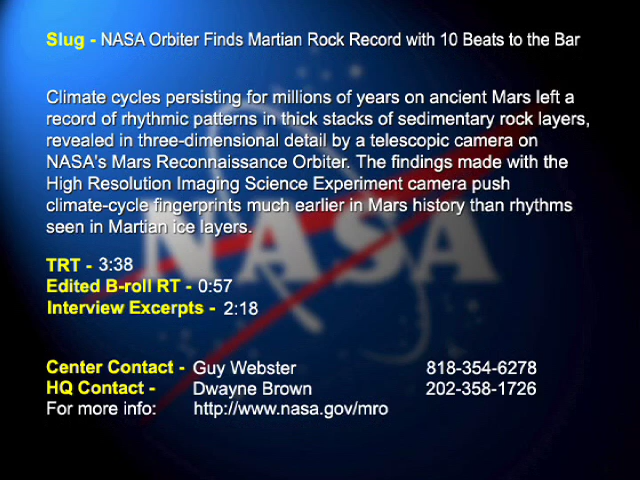 Slug - NASA Orbiter Finds Martian Rock Record with 10 Beats to the Bar
Climate cycles persisting for millions of years on ancient Mars left a
record of rhythmic patterns in thick stacks of sedimentary rock layers,
revealed in three-dimensional detail by a telescopic camera on
NASA's Mars Reconnaissance Orbiter. The findings made with the
High Resolution Imaging Science Experiment camera push
climate-cycle fingerprints much earlier in Mars history than rhythms
seen in Martian ice layers.
NASA
TRT - 3:38
Edited B-roll RT - 0:57
Interview Excerpts - 2:18
Center Contact - Guy Webster 818-354-6278
HQ Contact - Dwayne Brown 202-358-1726
For more info: http://www.nasa.gov/mro